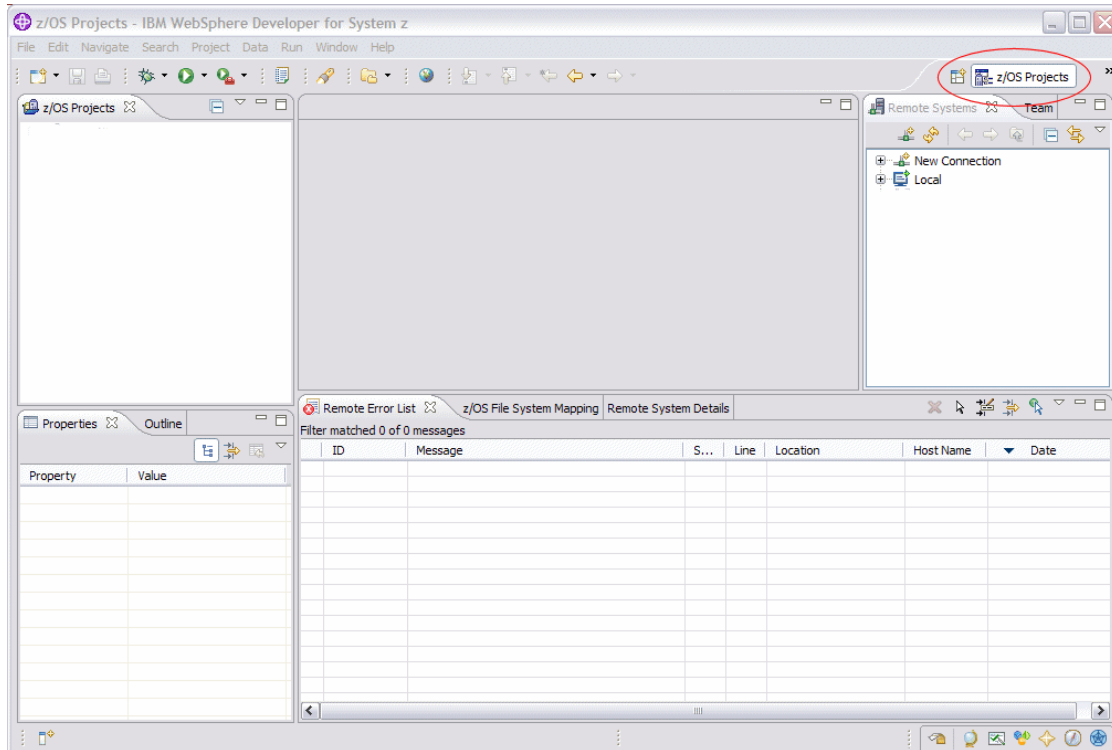 z/OS Projects - IBM WebSphere Developer for System z
File Edit Navigate Search Project Data Run Window Help
z/OS Projects
»
z/OS Projects
Remote Systems Team
New Connection
Local
Properties Outline
Property Value
Remote Error List z/OS File System Mapping Remote System Details
Filter matched 0 of 0 messages
ID Message S... Line Location Host Name Date